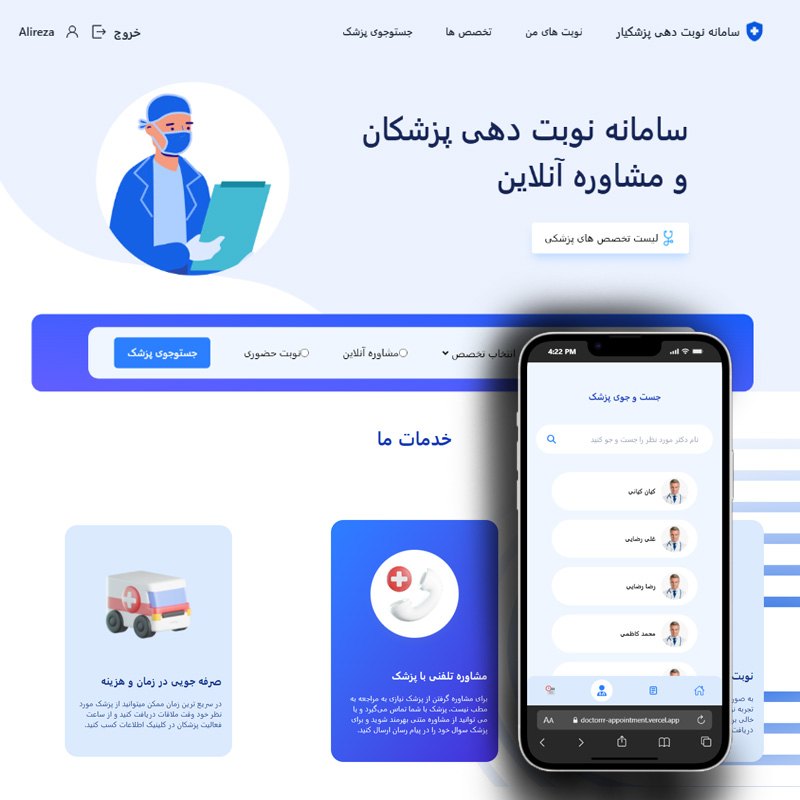 سامانه نوبت دهی پزشکیار
نوبت های من
تخصص ها
جستوجوی پزشک
خروج
Alireza
سامانه نوبت دهی پزشکان
و مشاوره آنلاین
لیست تخصص های پزشکی
انتخاب تخصص
مشاوره آنلاین
نوبت حضوری
جستوجوی پزشک
خدمات ما
مشاوره تلفنی با پزشک
برای مشاوره گرفتن از پزشک نیازی به مراجعه به
مطب نیست، پزشک با شما تماس می‌گیرد و یا
می توانید از مشاوره متنی بهرمند شوید و برای
پزشک سوال خود را در پیام رسان ارسال کنید.
صرفه جویی در زمان و هزینه
در سریع ترین زمان ممکن میتوانید از پزشک مورد
نظر خود وقت ملاقات دریافت کنید و از ساعت
فعالیت پزشکان در کلینیک اطلاعات کسب کنید.
نوبت
به صور
خالی بر
دریافت
4:22 PM
جست و جوی پزشک
نام دکتر مورد نظر را جست و جو کنید
کیان کیانی
علی رضایی
رضا رضایی
محمد کاظمی
AA
doctorrr-appointment.vercel.app